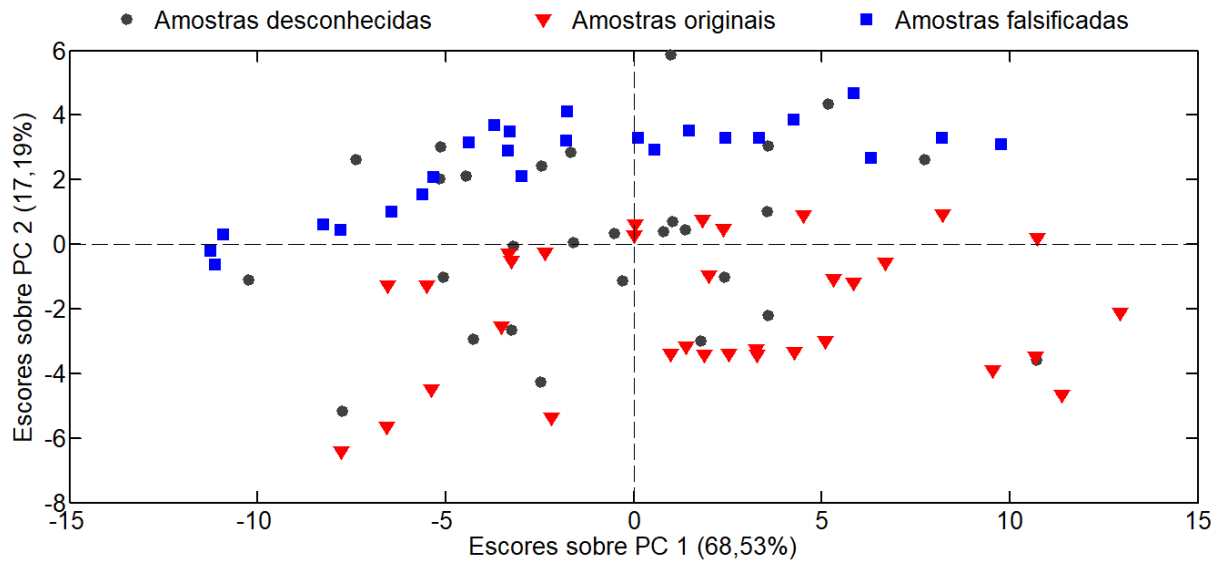 Amostras desconhecidas Amostras originais Amostras falsificadas
6
4
2
0
-2
-4
-6
-8
-15 -10 -5 0 5 10 15
Escores sobre PC 2 (17,19%)
Escores sobre PC 1 (68,53%)